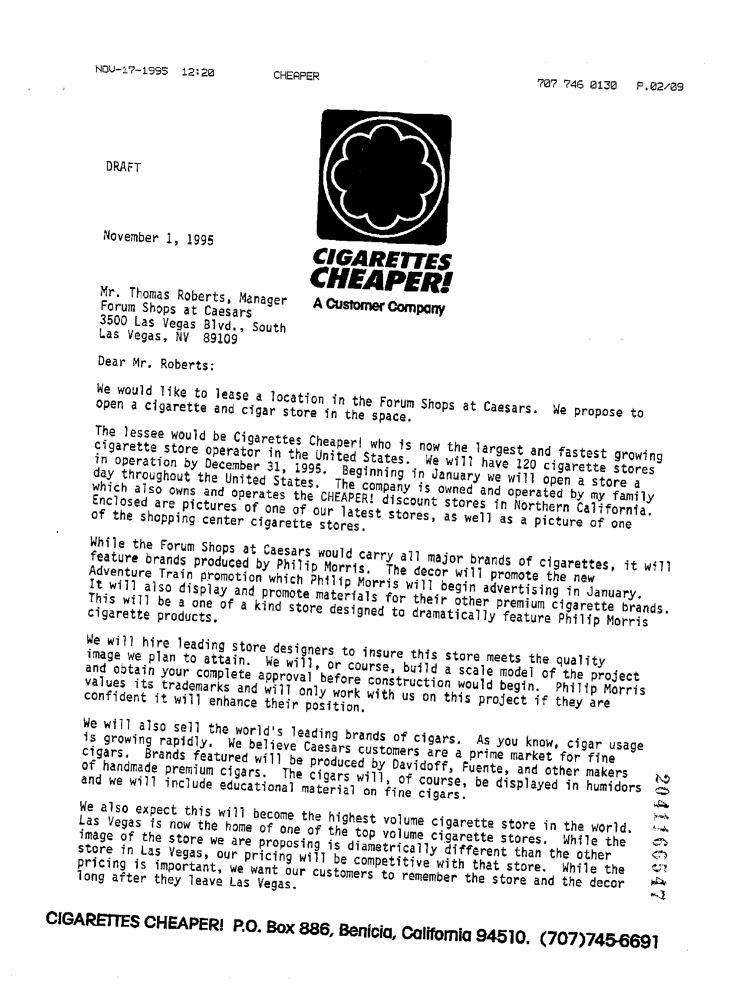 NOV-17-1995 12:20 CHEAPER 707 746 0130 P.02/09
DRAFT
November 1, 1995
CIGARETTES
CHEAPER!
A Customer Company
Mr. Thomas Roberts, Manager
Forum Shops at Caesars
3500 Las Vegas Blvd., South
Las Vegas, NV 89109
Dear Mr. Roberts:
We would like to lease a location in the Forum Shops at Caesars. We propose to
open a cigarette and cigar store in the space.
The lessee would be Cigarettes Cheaper! who is now the largest and fastest growing
cigarette store operator in the United States. We will have 120 cigarette stores
in operation by December 31, 1995. Beginning in January we will open a store a
day throughout the United States. The company is owned and operated by my family
which also owns and operates the CHEAPER! discount stores in Northern California.
Enclosed are pictures of one of our latest stores, as well as a picture of one
of the shopping center cigarette stores.
While the Forum Shops at Caesars would carry all major brands of cigarettes, it will
feature brands produced by Philip Morris. The decor will promote the new
Adventure Train promotion which Philip Morris will begin advertising in January.
It will also display and promote materials for their other premium cigarette brands.
This will be a one of a kind store designed to dramatically feature Philip Morris
cigarette products.
We will hire leading store designers to insure this store meets the quality
image we plan to attain. We will, or course, build a scale model of the project
and obtain your complete approval before construction would begin. Philip Morris
values its trademarks and will only work with us on this project if they are
confident it will enhance their position.
We will also sell the world's leading brands of cigars. As you know, cigar usage
is growing rapidly. We believe Caesars customers are a prime market for fine
cigars. Brands featured will be produced by Davidoff, Fuente, and other makers
of handmade premium cigars. The cigars will, of course, be displayed in humidors
and we will include educational material on fine cigars.
We also expect this will become the highest volume cigarette store in the world.
Las Vegas is now the home of one of the top volume cigarette stores. While the
image of the store we are proposing is diametrically different than the other
store in Las Vegas, our pricing will be competitive with that store. While the
pricing is important, we want our customers to remember the store and the decor
long after they leave Las Vegas.
2041166547
CIGARETTES CHEAPER! P.O. Box 886, Benicia, California 94510. (707)745-6691